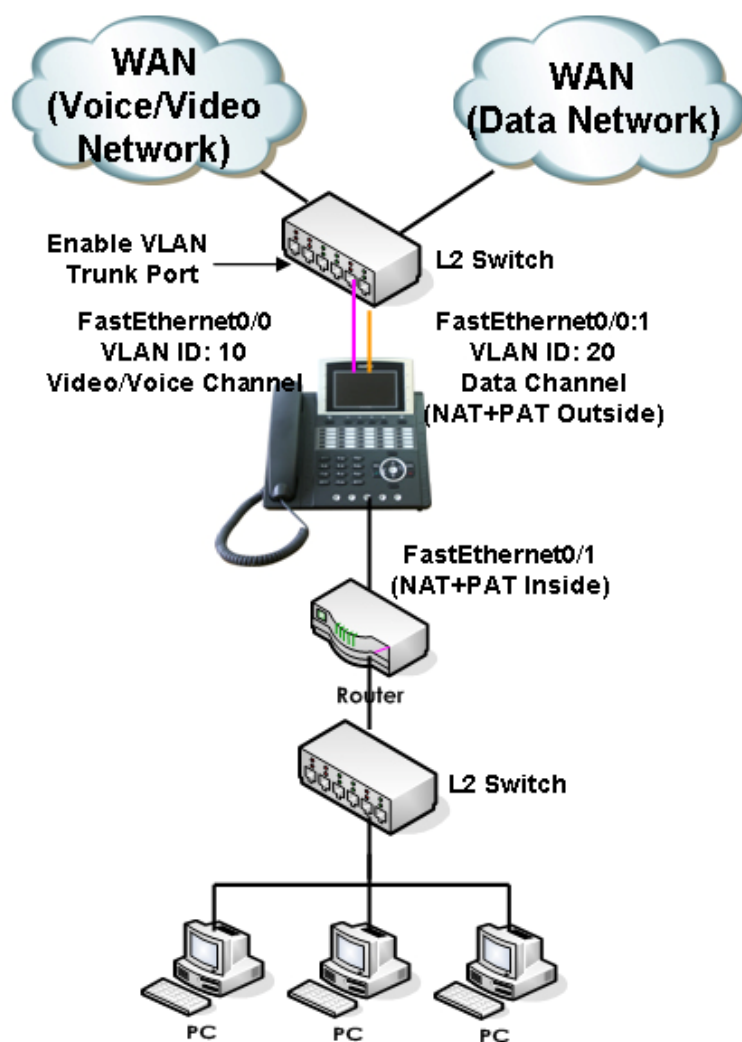 WAN
(Voice/Video
Network)
WAN
(Data Network)
Enable VLAN
Trunk Port
L2 Switch
FastEthernet0/0
VLAN ID: 10
Video/Voice Channel
FastEthernet0/0:1
VLAN ID: 20
Data Channel
(NAT+PAT Outside)
FastEthernet0/1
(NAT+PAT Inside)
Router
L2 Switch
PC
PC
PC